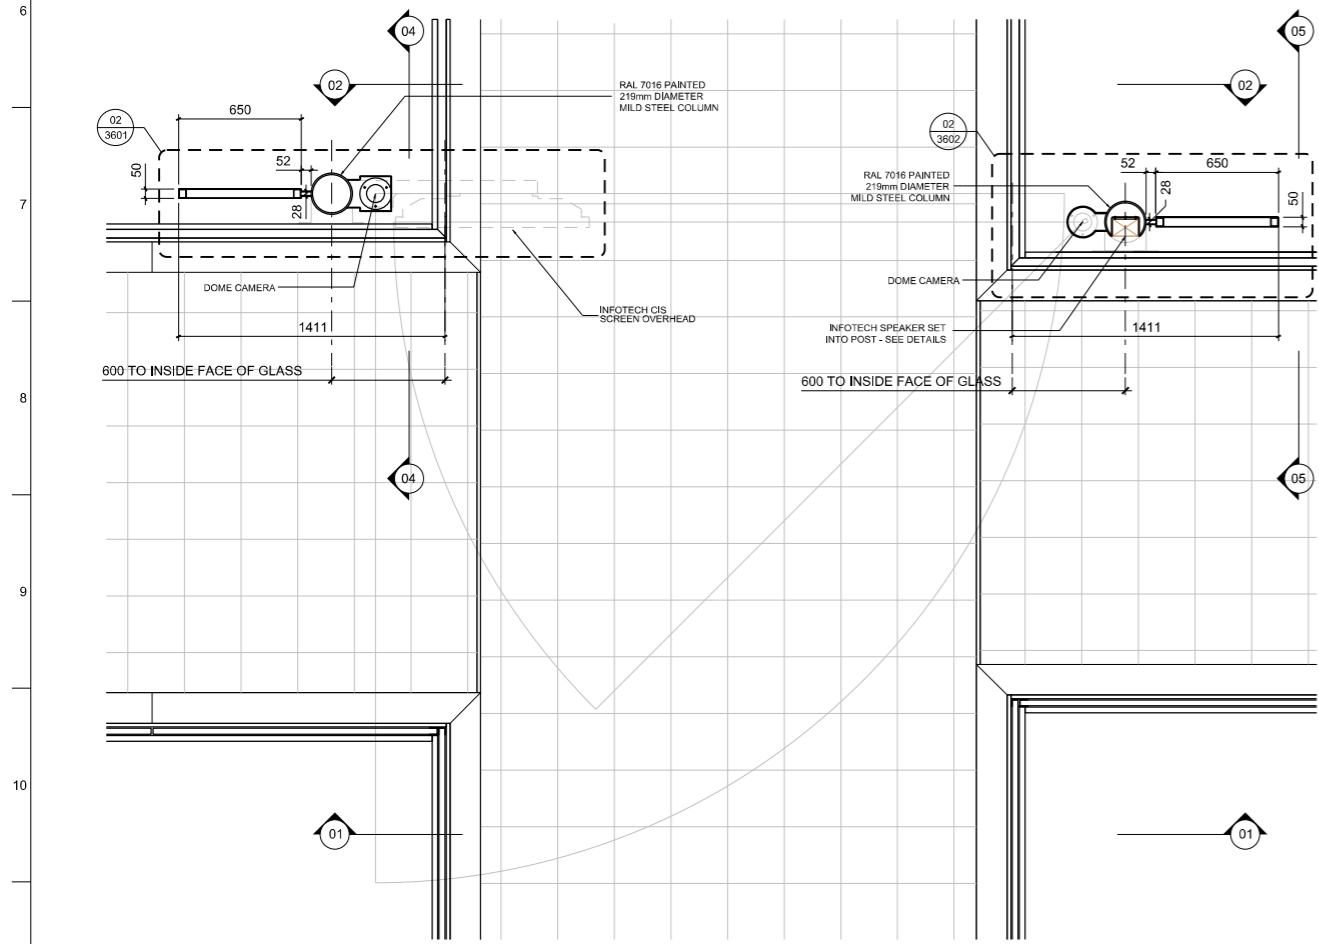 6
04
05
02
02
RAL 7016 PAINTED
219mm DIAMETER
MILD STEEL COLUMN
650
02
3601
02
3602
52
50
28
52
650
28
50
RAL 7016 PAINTED
219mm DIAMETER
MILD STEEL COLUMN
7
DOME CAMERA
DOME CAMERA
INFOTECH CIS
SCREEN OVERHEAD
1411
INFOTECH SPEAKER SET
INTO POST - SEE DETAILS
1411
600 TO INSIDE FACE OF GLASS
600 TO INSIDE FACE OF GLASS
8
04
05
9
10
01
01